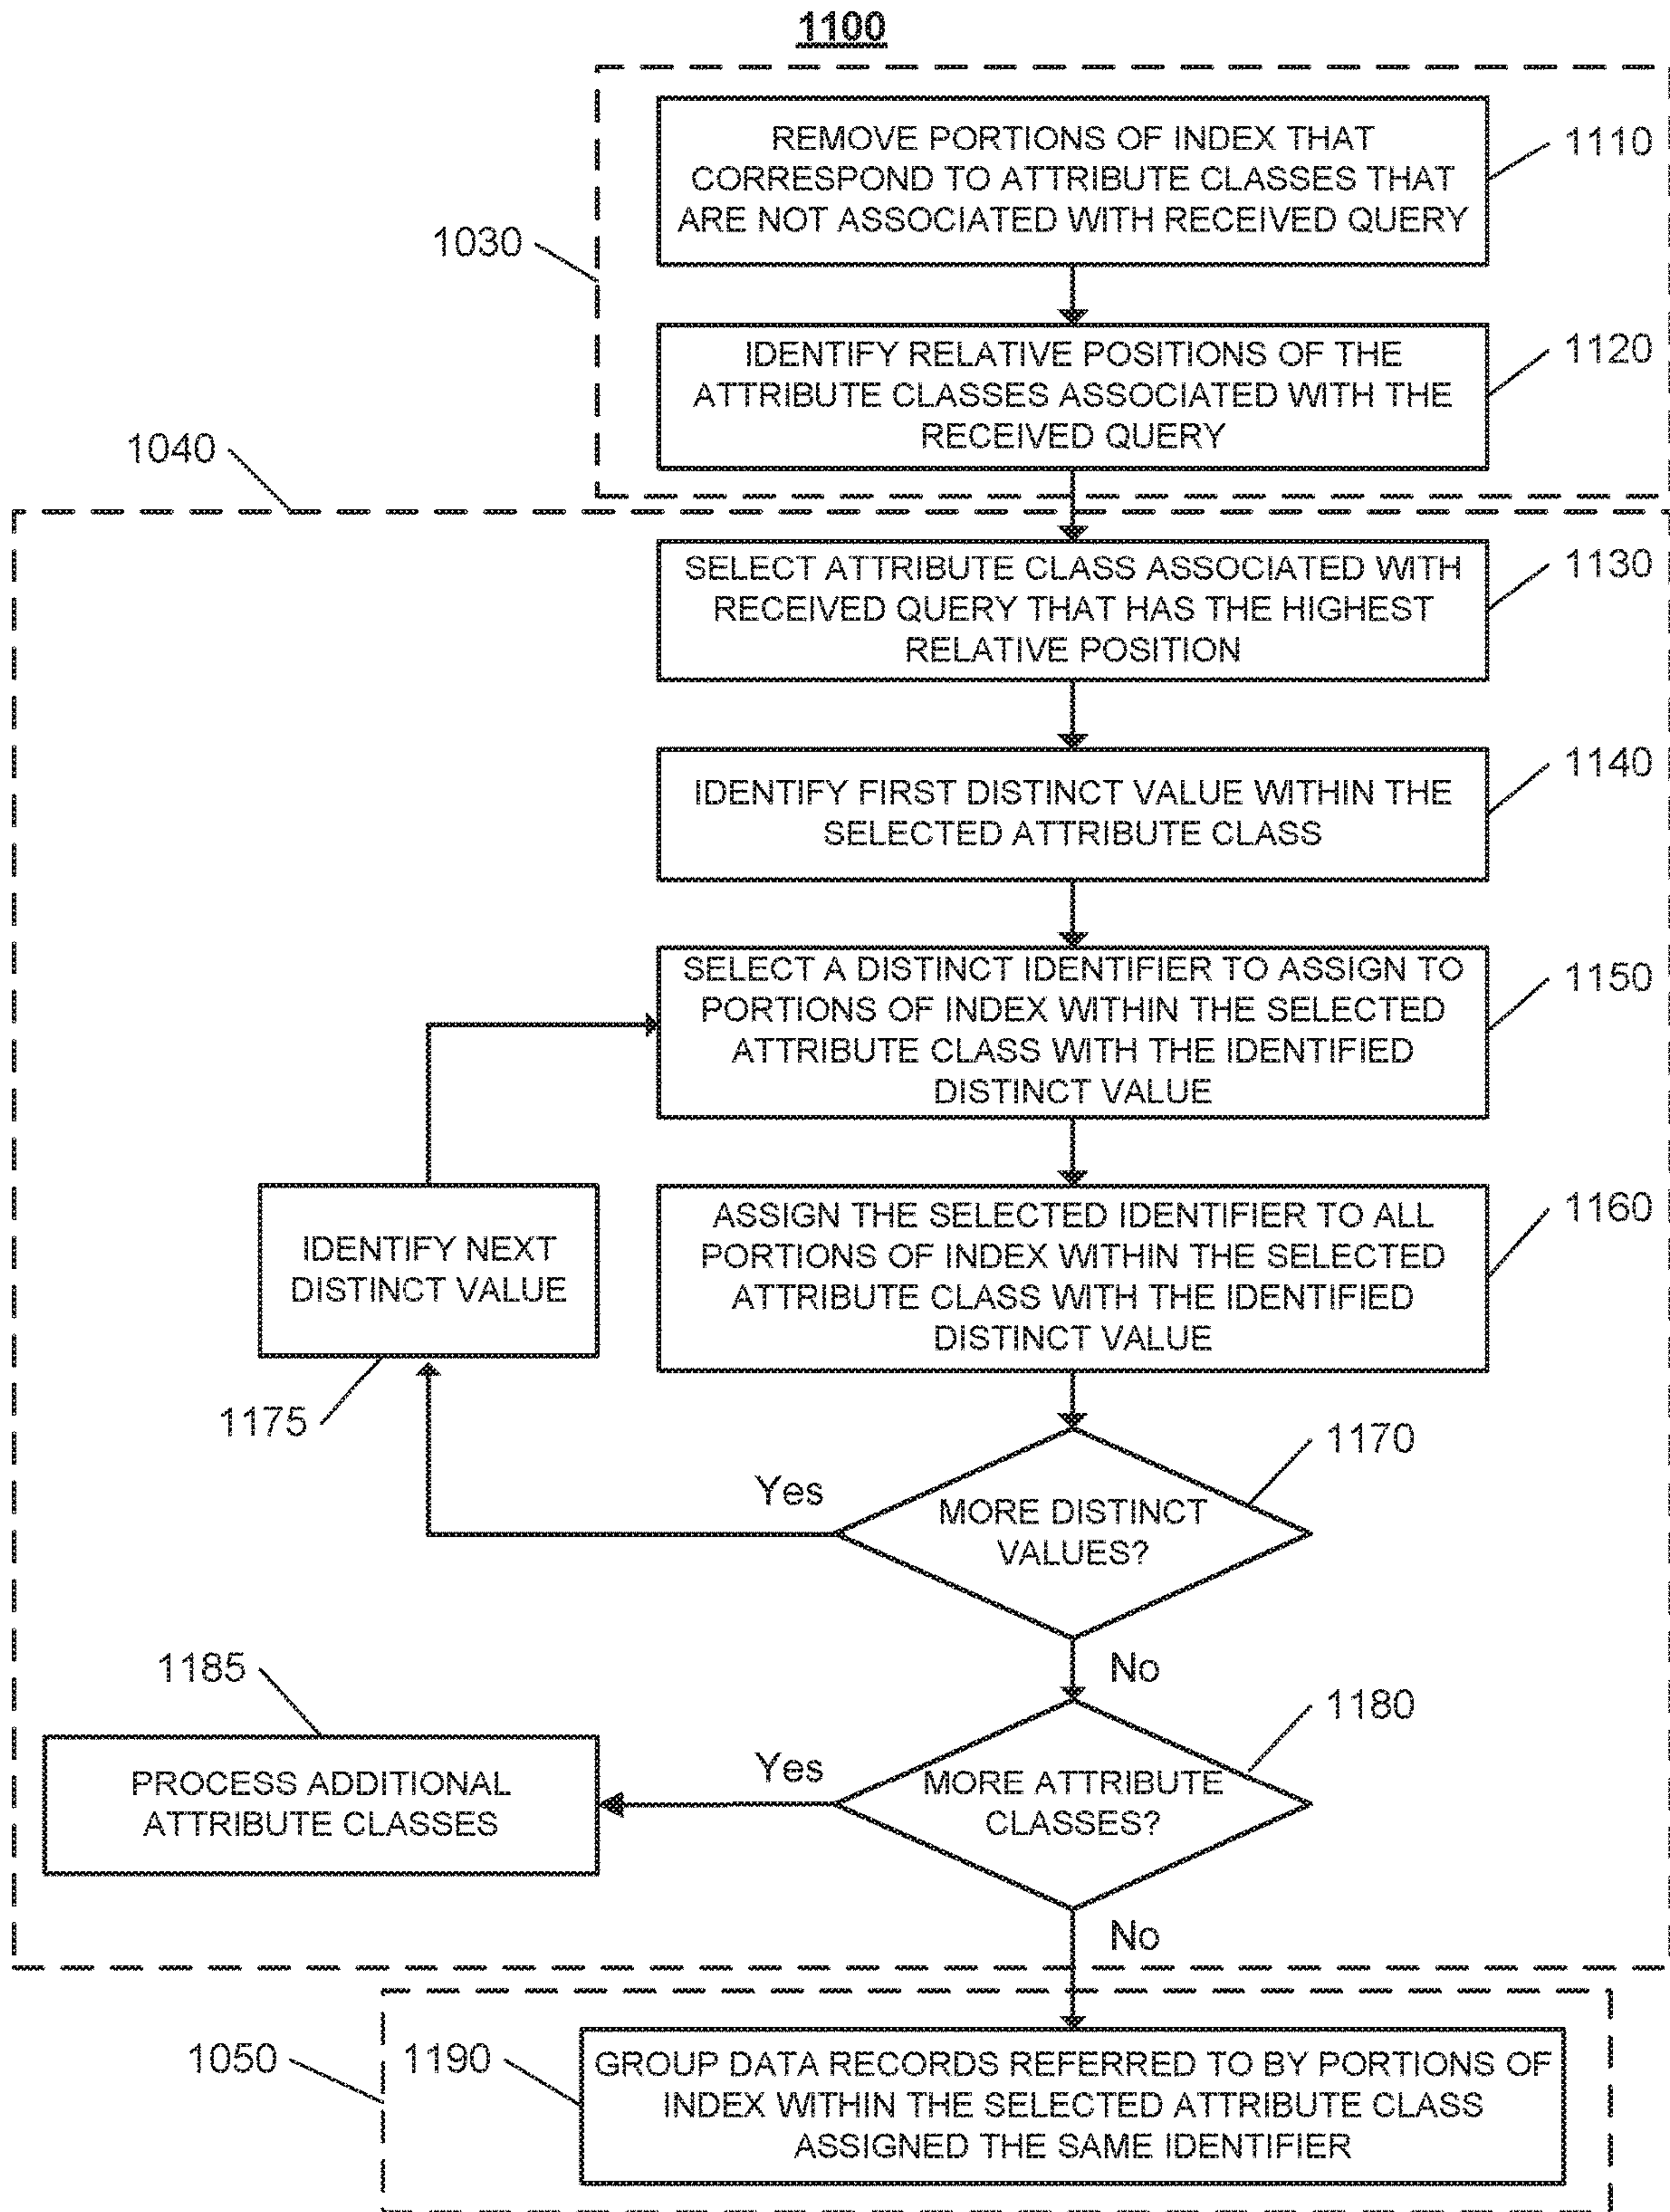 1100
REMOVE PORTIONS OF INDEX THAT
CORRESPOND TO ATTRIBUTE CLASSES THAT
ARE NOT ASSOCIATED WITH RECEIVED QUERY
1110
1030
IDENTIFY RELATIVE POSITIONS OF THE
ATTRIBUTE CLASSES ASSOCIATED WITH THE
RECEIVED QUERY
1120
1040
SELECT ATTRIBUTE CLASS ASSOCIATED WITH
RECEIVED QUERY THAT HAS THE HIGHEST
RELATIVE POSITION
1130
IDENTIFY FIRST DISTINCT VALUE WITHIN THE
SELECTED ATTRIBUTE CLASS
1140
SELECT A DISTINCT IDENTIFIER TO ASSIGN TO
PORTIONS OF INDEX WITHIN THE SELECTED
ATTRIBUTE CLASS WITH THE IDENTIFIED
DISTINCT VALUE
1150
ASSIGN THE SELECTED IDENTIFIER TO ALL
PORTIONS OF INDEX WITHIN THE SELECTED
ATTRIBUTE CLASS WITH THE IDENTIFIED
DISTINCT VALUE
1160
IDENTIFY NEXT
DISTINCT VALUE
1175
1170
Yes
MORE DISTINCT
VALUES?
No
1185
1180
PROCESS ADDITIONAL
ATTRIBUTE CLASSES
Yes
MORE ATTRIBUTE
CLASSES?
No
1050
1190
GROUP DATA RECORDS REFERRED TO BY PORTIONS OF
INDEX WITHIN THE SELECTED ATTRIBUTE CLASS
ASSIGNED THE SAME IDENTIFIER